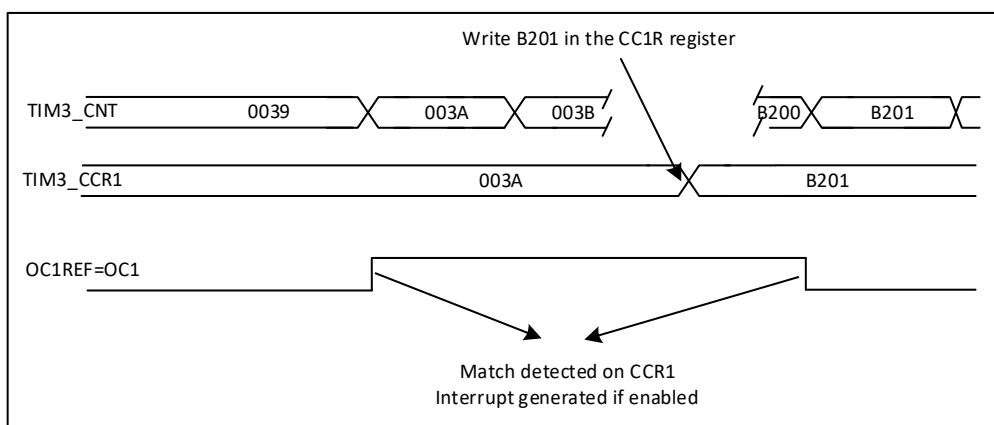 Write B201 in the CC1R register
TIM3_CNT 0039 003A 003B B200 B201
TIM3_CCR1 003A B201
OC1REF=OC1
Match detected on CCR1
Interrupt generated if enabled